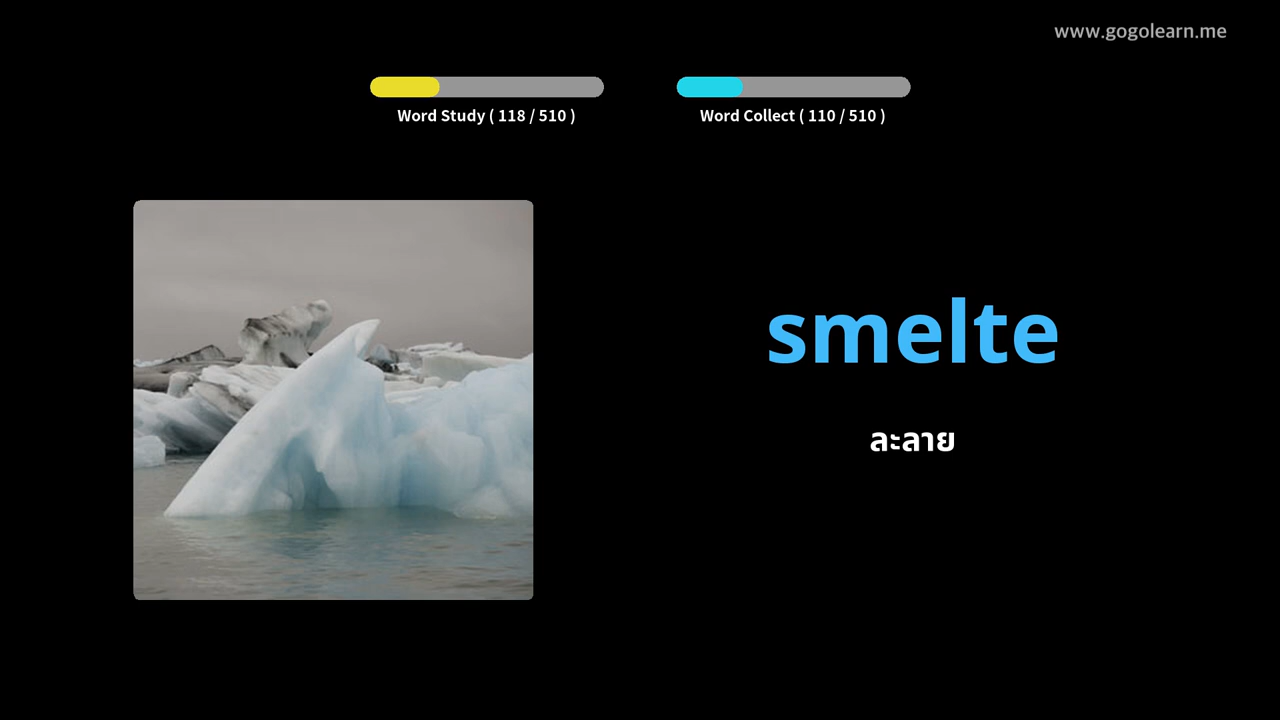 www.gogolearn.me
Word Study ( 118 / 510 )
Word Collect ( 110 / 510 )
smelte
ละลาย